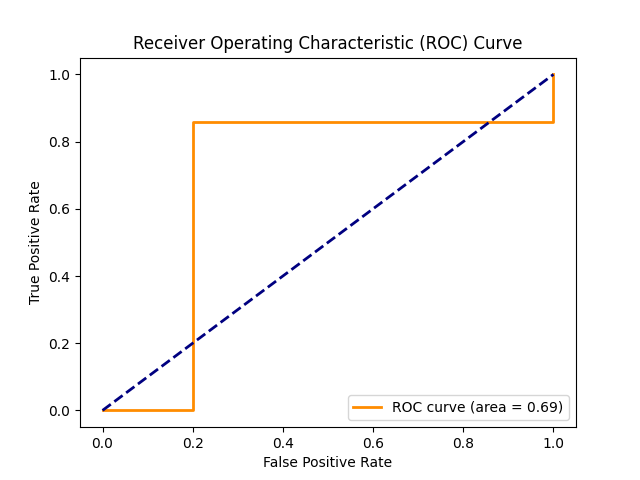 Receiver Operating Characteristic (ROC) Curve
1.0
0.8
0.6
0.4
0.2
0.0
True Positive Rate
ROC curve (area = 0.69)
0.0 0.2 0.4 0.6 0.8 1.0
False Positive Rate